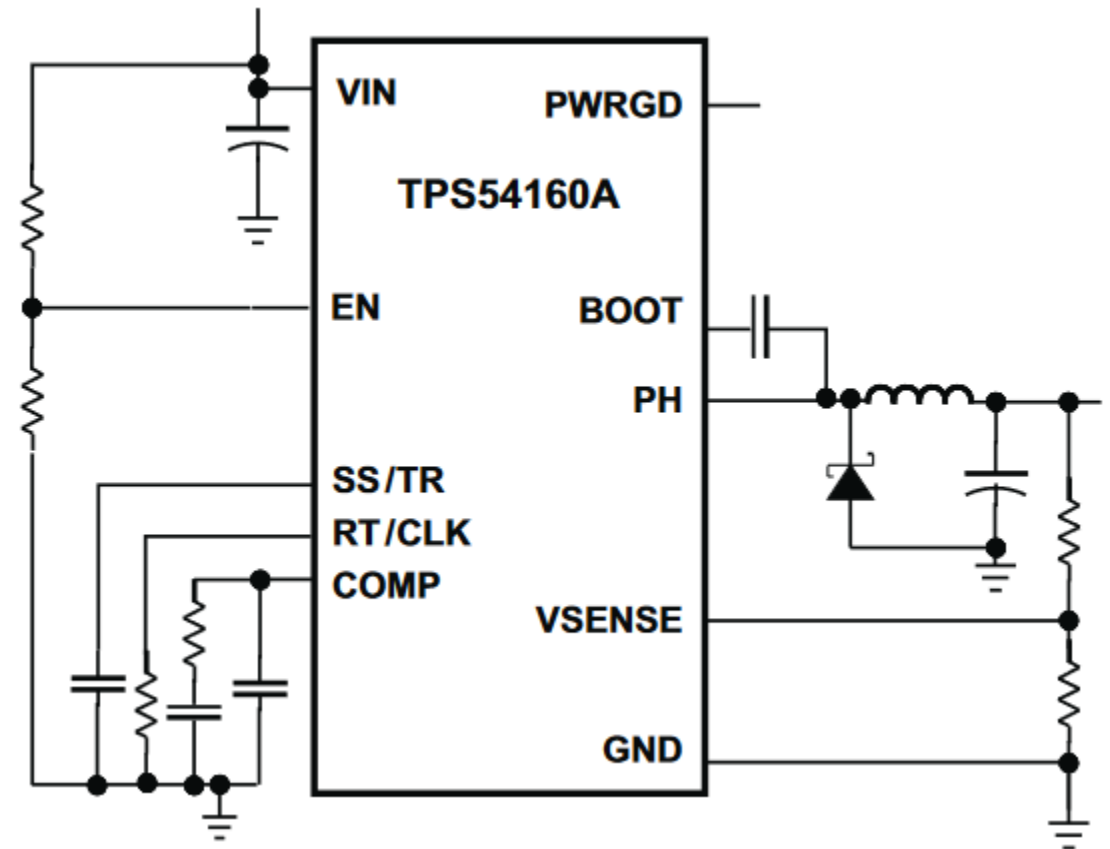 VIN
PWRGD
TPS54160A
EN
BOOT
PH
SS/TR
RT/CLK
COMP
VSENSE
GND